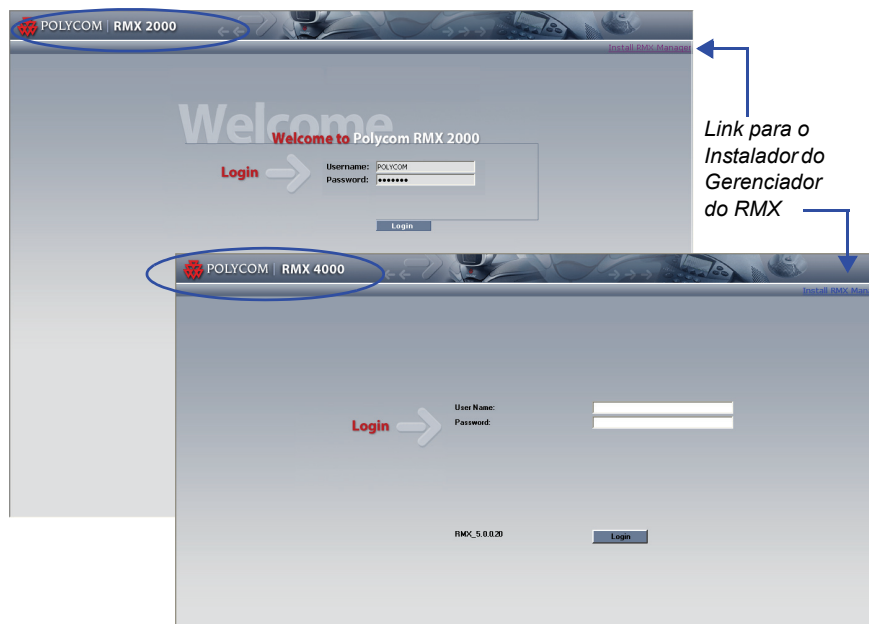 POLYCOM | RMX 2000
Install RMX Manager
Welcome
Welcome to Polycom RMX 2000
Login
Username: POLYCOM
Password: •••••••
Login
Link para o
Instalador do
Gerenciador
do RMX
POLYCOM | RMX 4000
Install RMX Man
User Name:
Login
Password:
RMX_5.0.0.20
Login